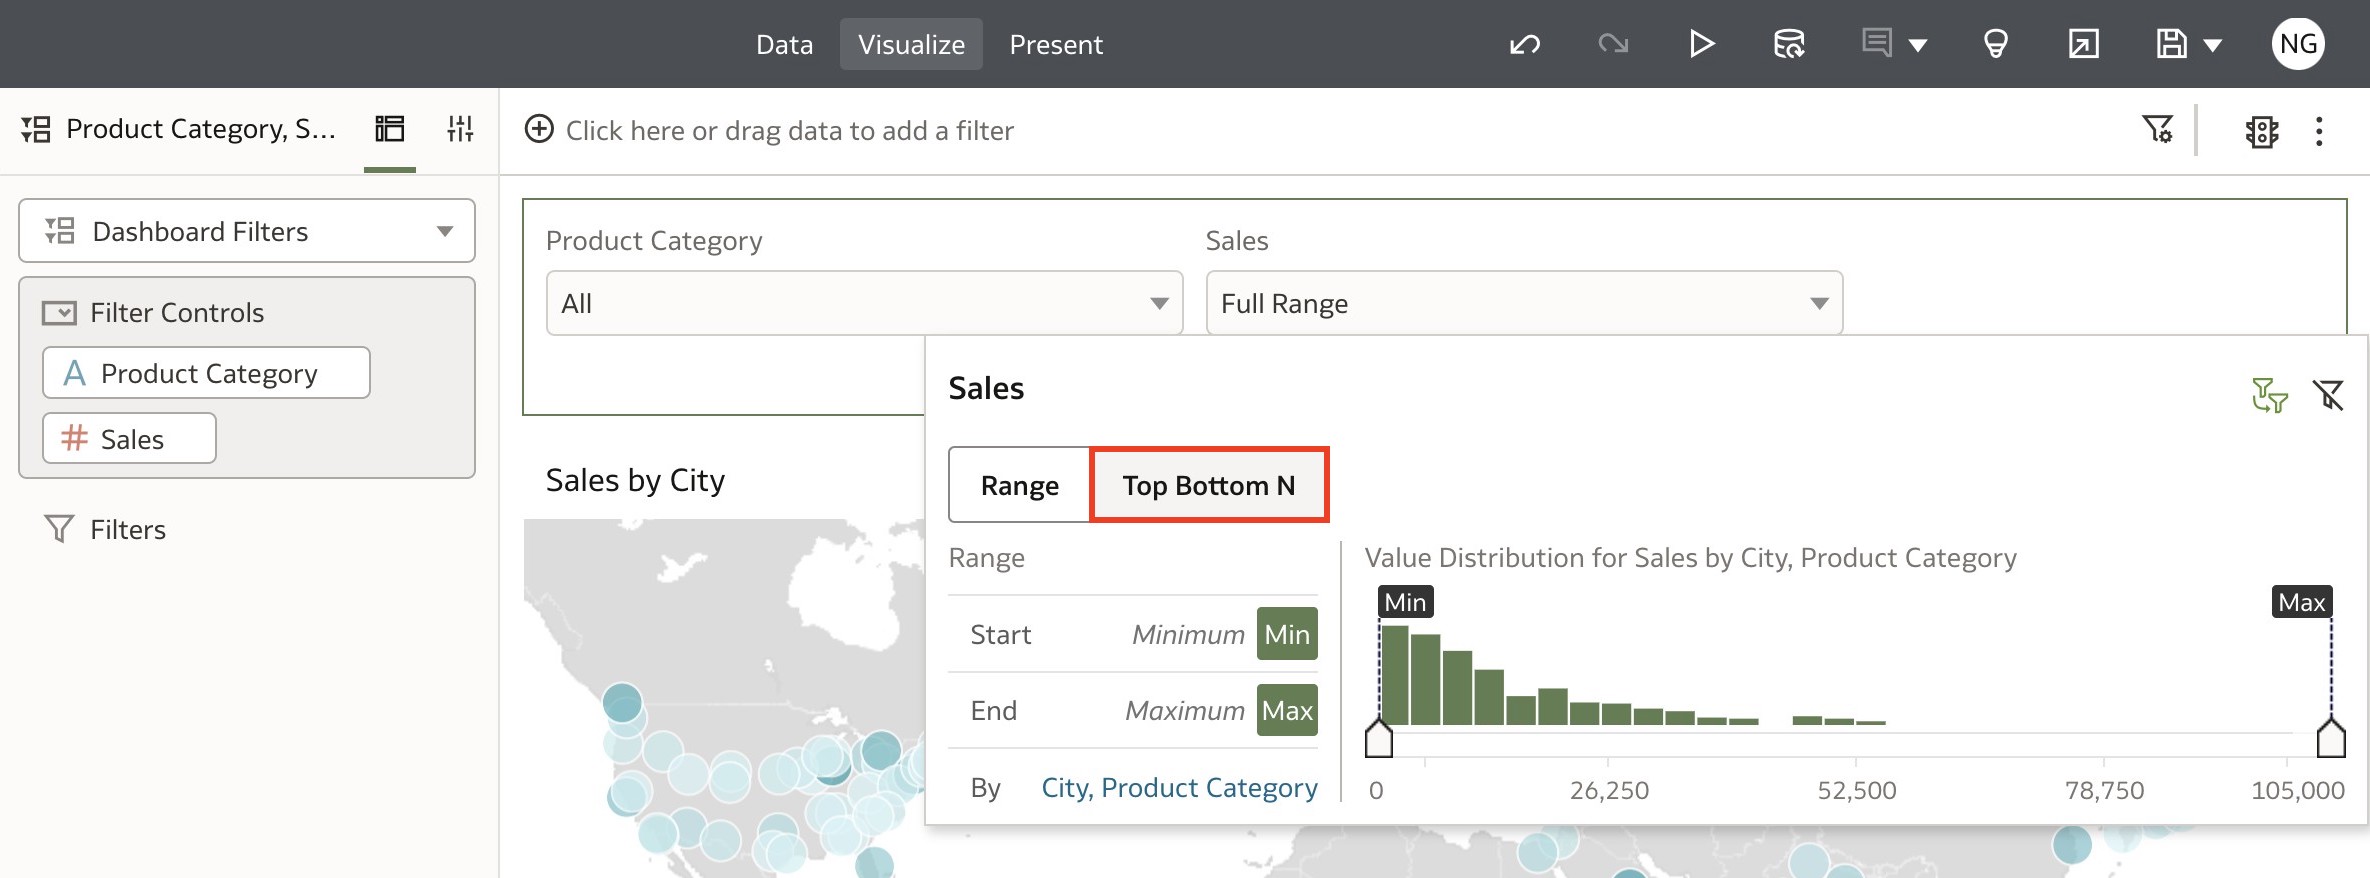 Data Visualize Present NG
Product Category, S...
Click here or drag data to add a filter
Dashboard Filters
Filter Controls
A Product Category
# Sales
Filters
Product Category Sales
All Full Range
Sales by City
Sales
Range Top Bottom N
Range
Start Minimum Min
End Maximum Max
By City, Product Category
Value Distribution for Sales by City, Product Category
Min Max
0 26,250 52,500 78,750 105,000